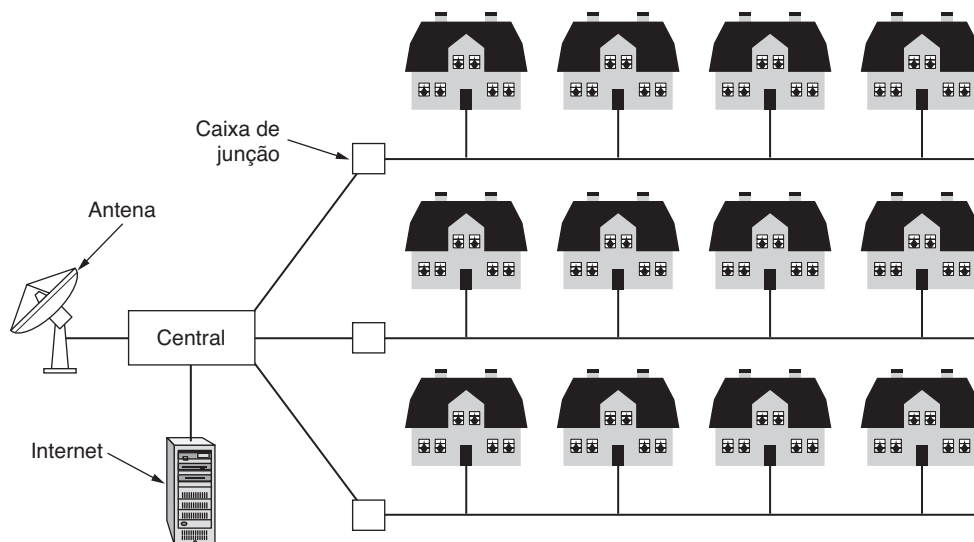 Caixa de
junção
Antena
Central
Internet